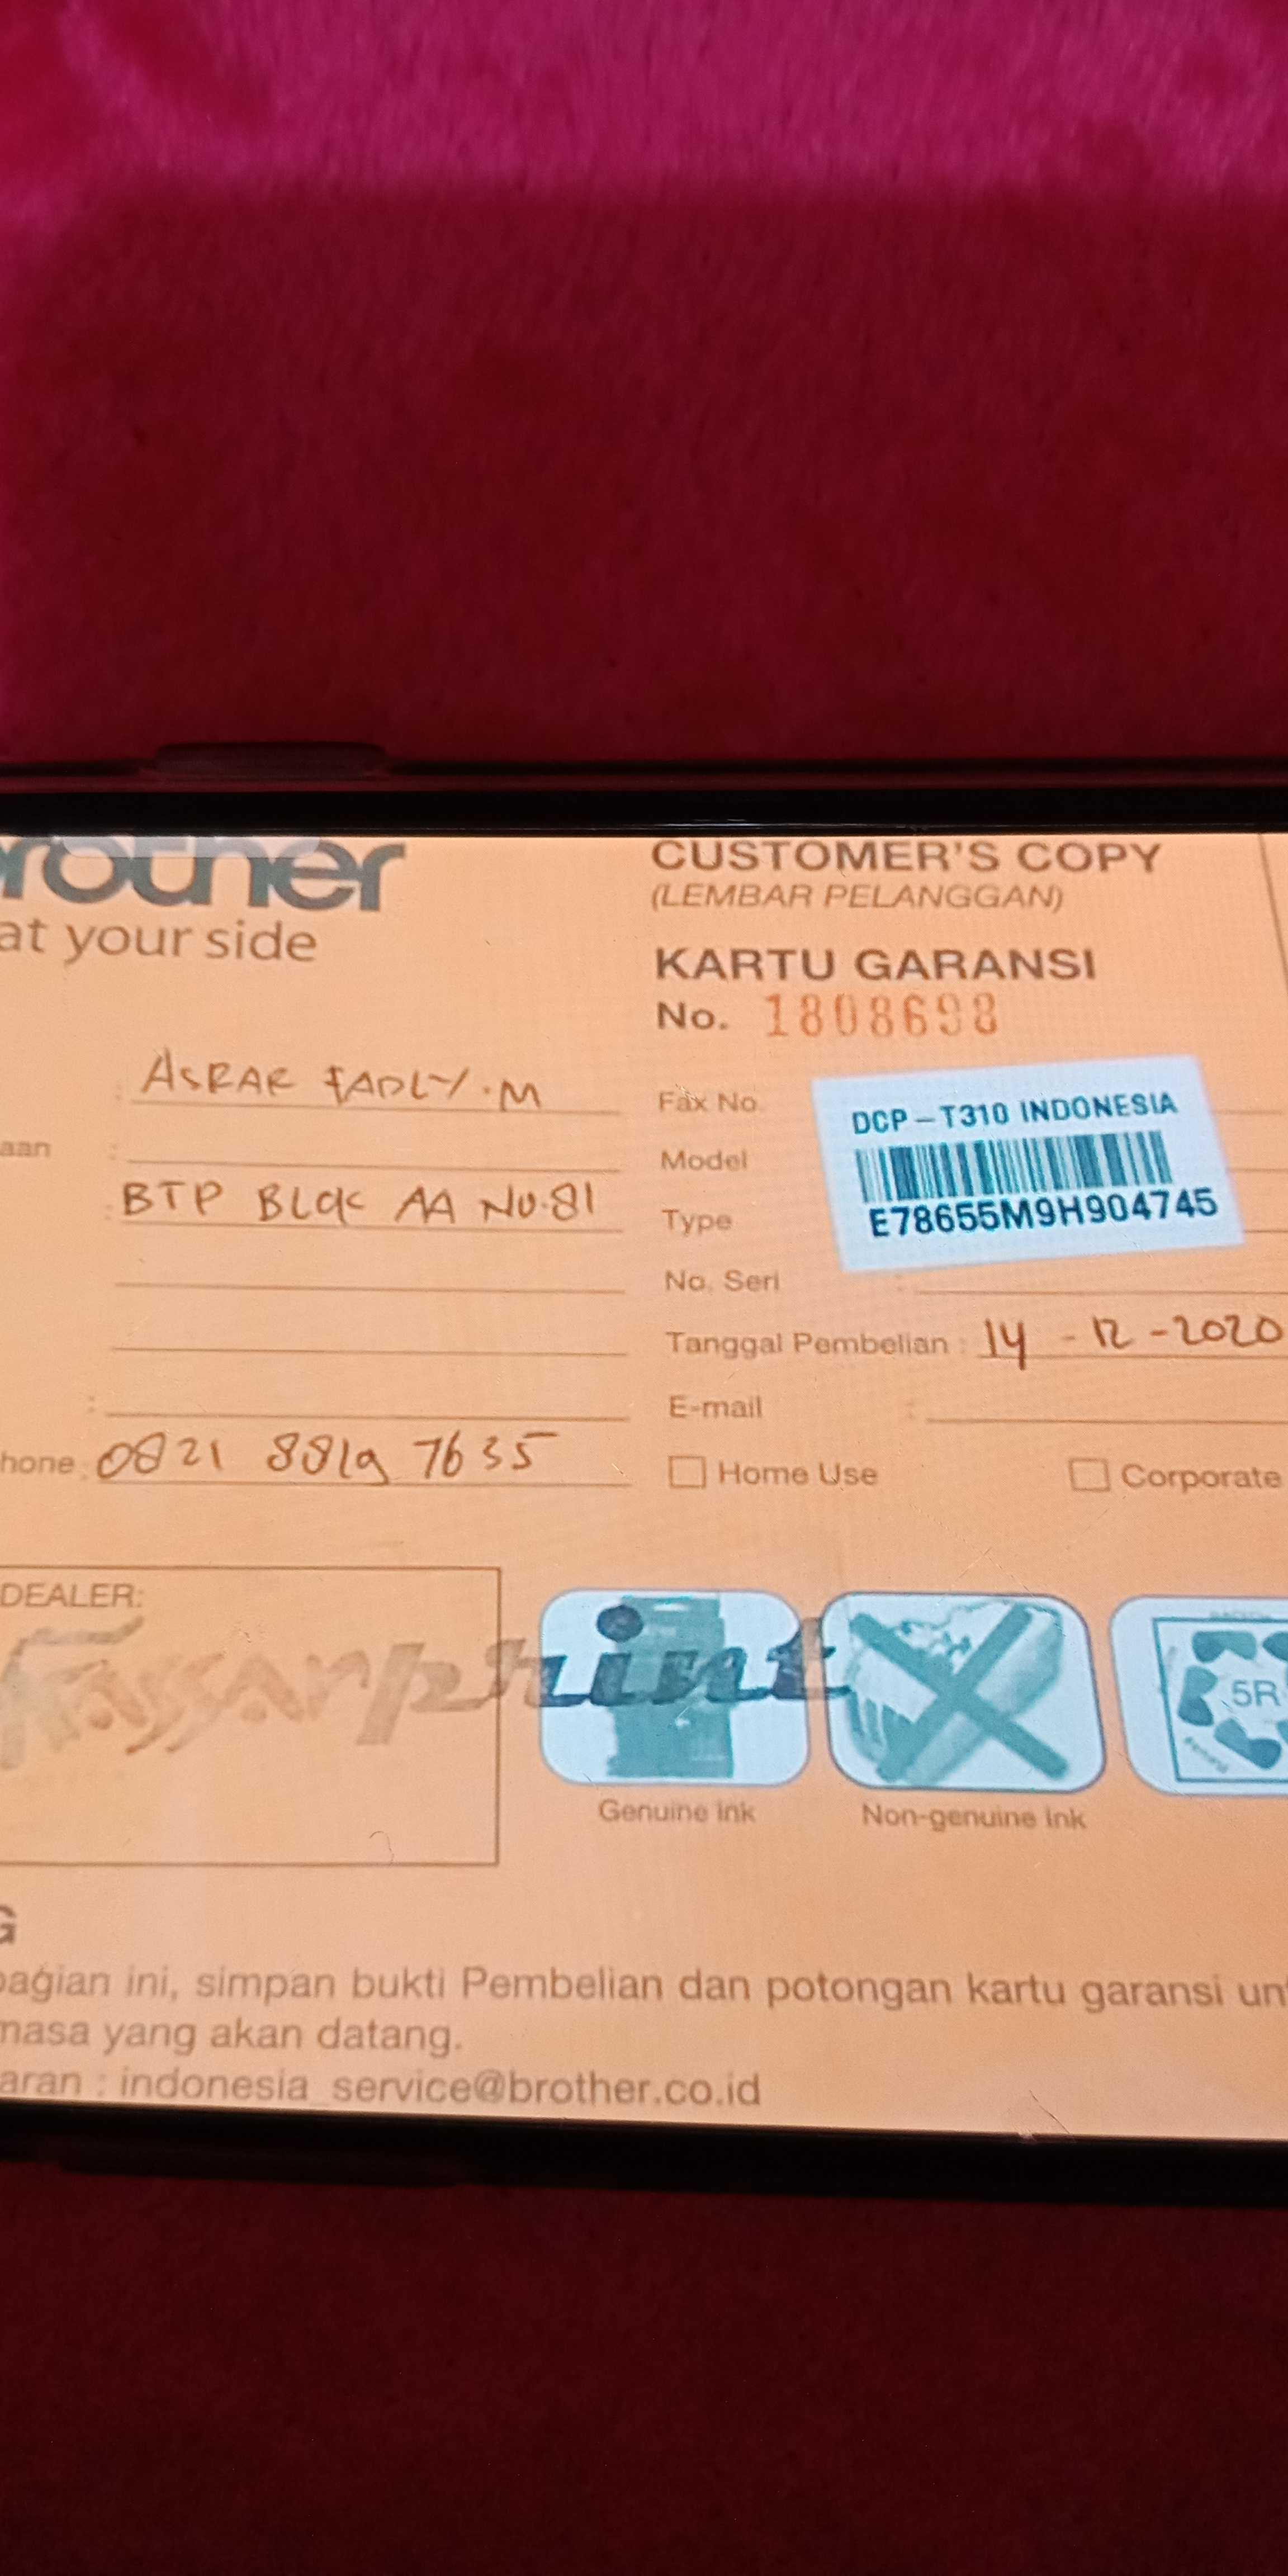 brother
at your side
CUSTOMER'S COPY
(LEMBAR PELANGGAN)
KARTU GARANSI
No. 1808698
: ASRAR FADLY.M
aan :
: BTP BLOK AA NO.81
:
hone : 0821 8819 7635
Fax No.
Model
Type
No. Seri :
DCP-T310 INDONESIA
E78655M9H904745
Tanggal Pembelian : 14 - 12 - 2020
E-mail :
Home Use
Corporate
DEALER:
print
Genuine ink
Non-genuine ink
5R
G
bagian ini, simpan bukti Pembelian dan potongan kartu garansi un
masa yang akan datang.
aran : indonesia_service@brother.co.id